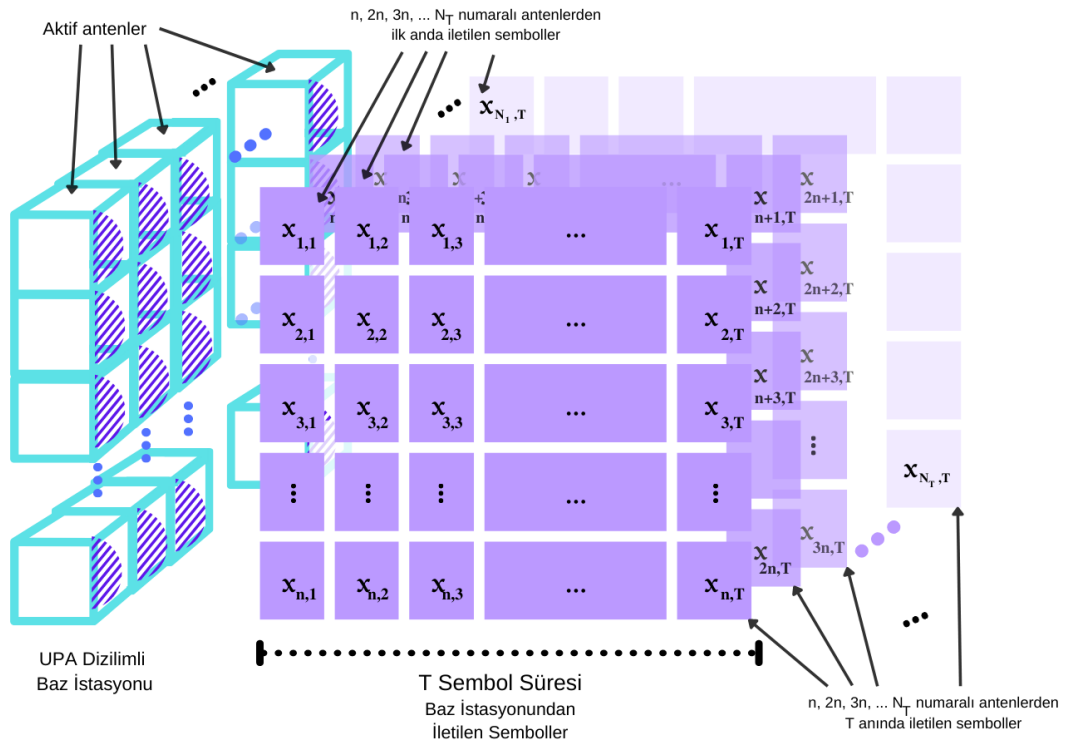 Aktif antenler
n, 2n, 3n, ... N_T numaralı antenlerden
ilk anda iletilen semboller
... x_{N_1,T}
x x x ... x_{n+1,T} x_{2n+1,T}
x_{1,1} x_{1,2} x_{1,3} ... x_{1,T}
x_{n+2,T} x_{2n+2,T}
x_{2,1} x_{2,2} x_{2,3} ... x_{2,T}
x_{n+3,T} x_{2n+3,T}
x_{3,1} x_{3,2} x_{3,3} ... x_{3,T}
x_{N_T,T}
x_{2n,T} x_{3n,T}
x_{n,1} x_{n,2} x_{n,3} ... x_{n,T}
UPA Dizilimli
Baz İstasyonu
T Sembol Süresi
Baz İstasyonundan
İletilen Semboller
n, 2n, 3n, ... N_T numaralı antenlerden
T anında iletilen semboller